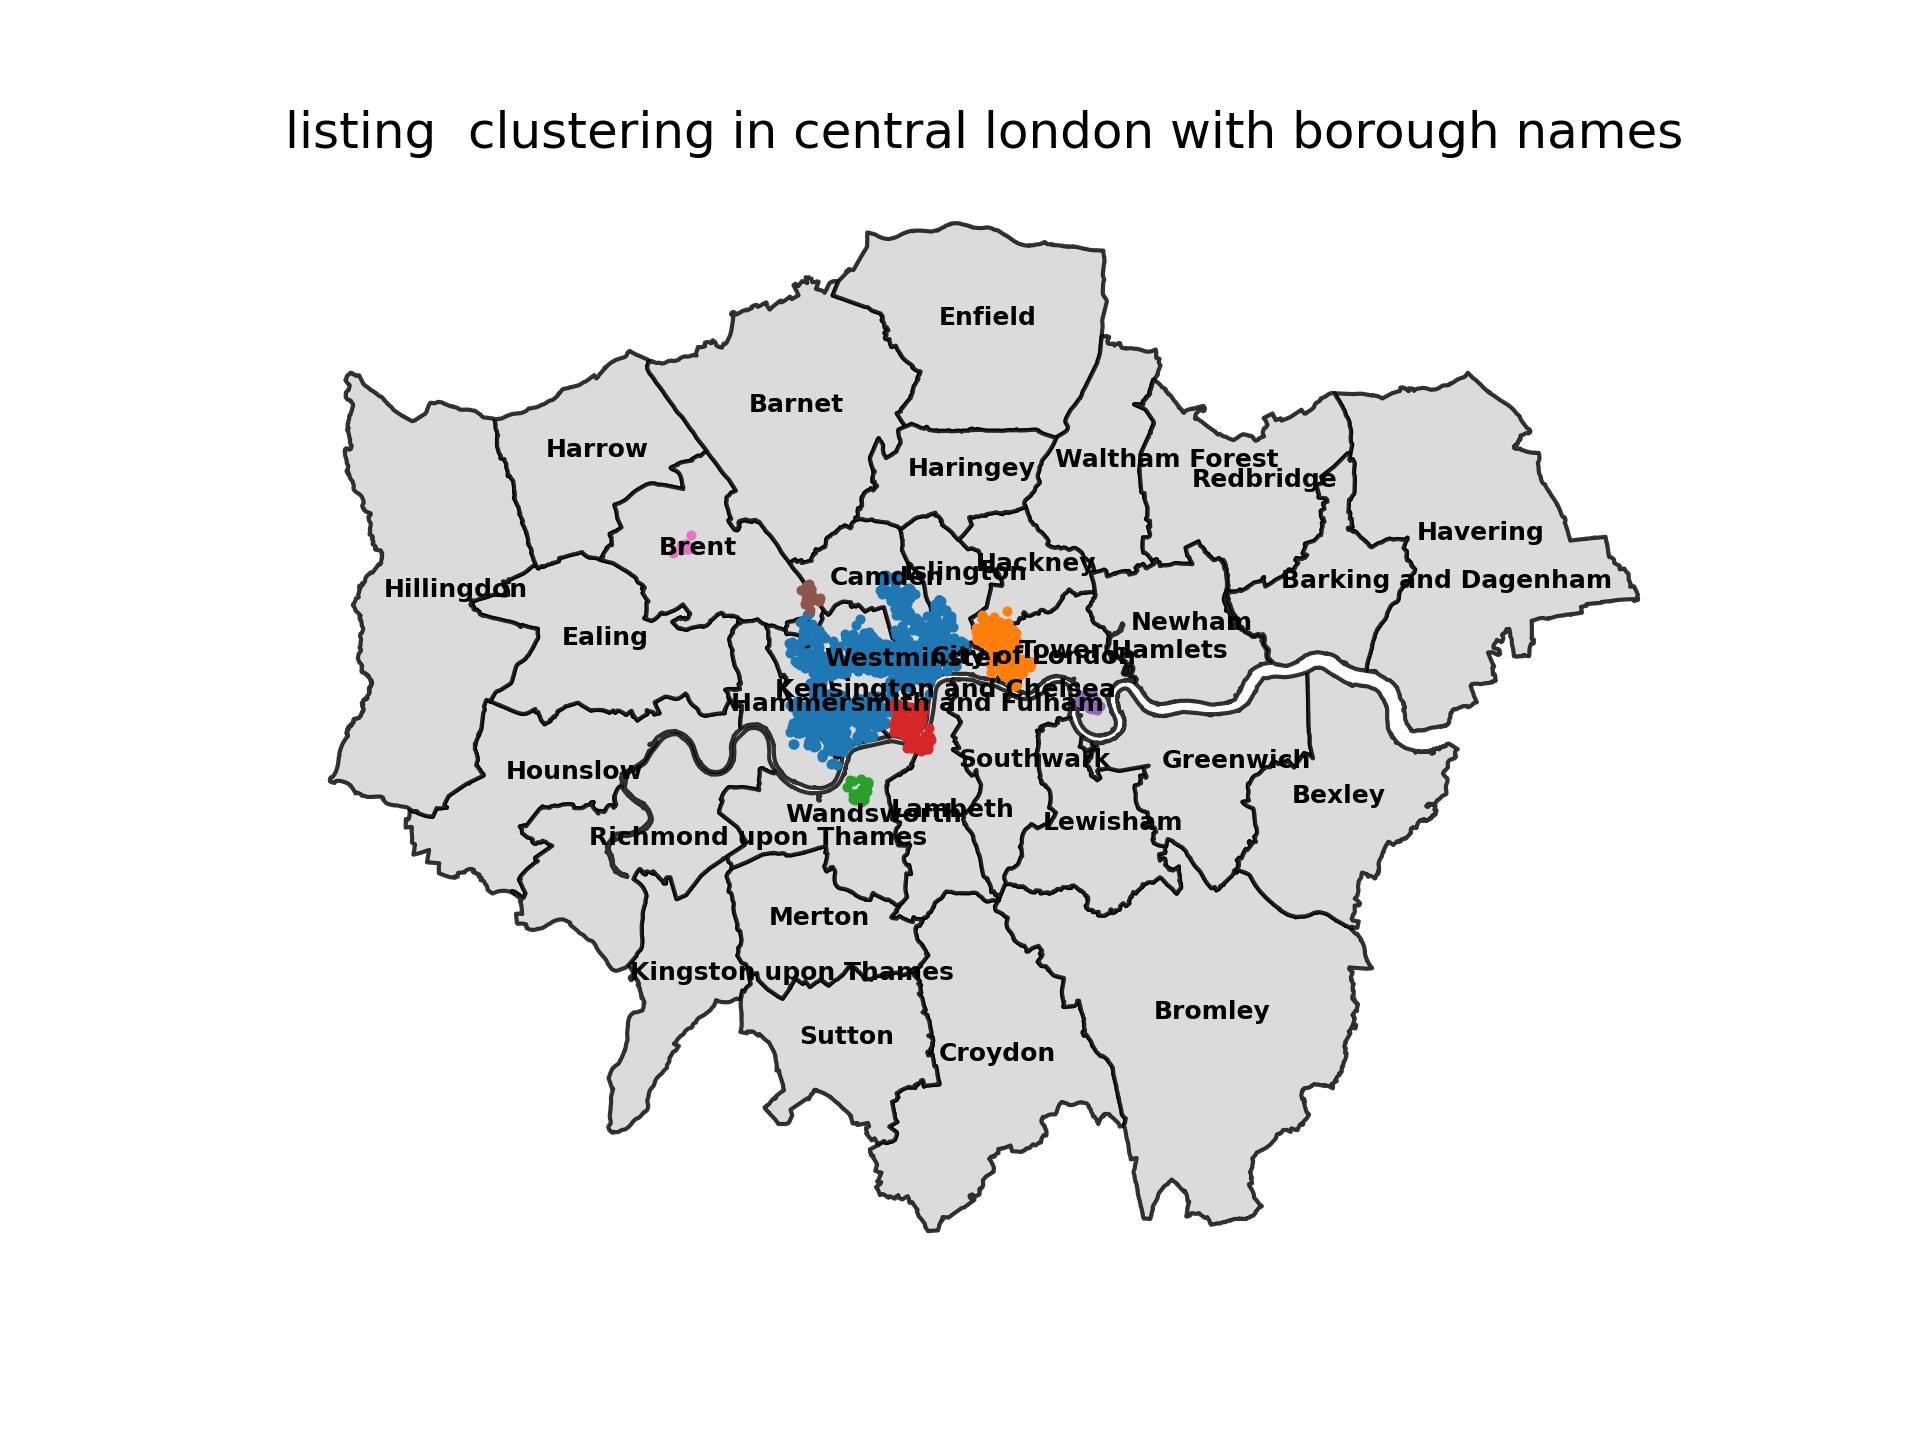 listing  clustering in central london with borough names
Enfield
Barnet
Harrow
Haringey
Waltham Forest
Redbridge
Havering
Brent
Hackney
Islington
Camden
Barking and Dagenham
Hillingdon
Newham
Ealing
Tower Hamlets
City of London
Westminster
Kensington and Chelsea
Hammersmith and Fulham
Southwark
Greenwich
Hounslow
Bexley
Lambeth
Wandsworth
Lewisham
Richmond upon Thames
Merton
Kingston upon Thames
Bromley
Sutton
Croydon